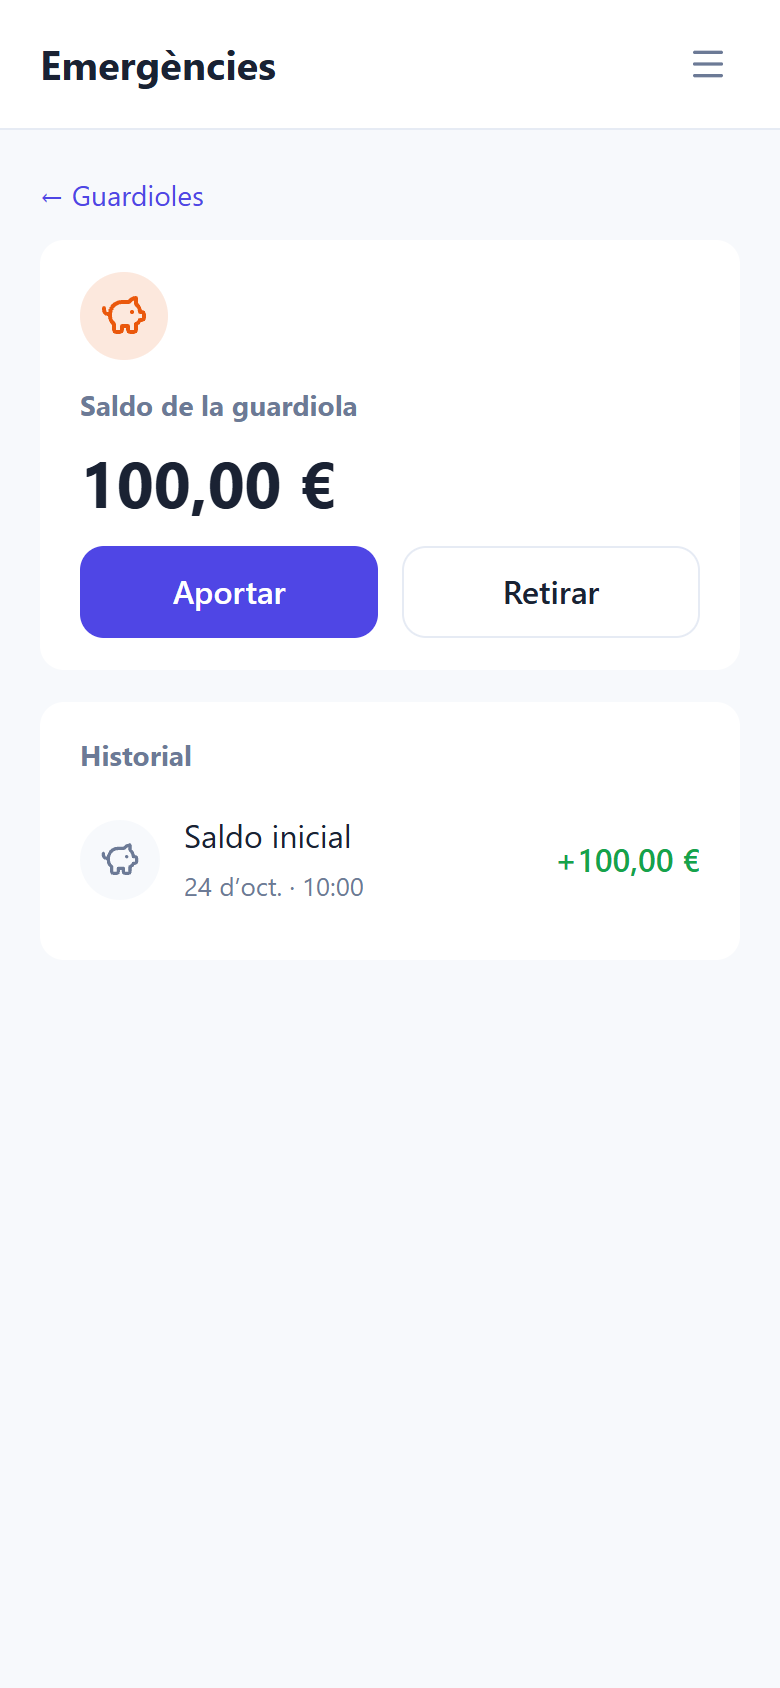 Emergències
← Guardioles
Saldo de la guardiola
100,00 €
Aportar
Retirar
Historial
Saldo inicial
24 d’oct. · 10:00
+100,00 €